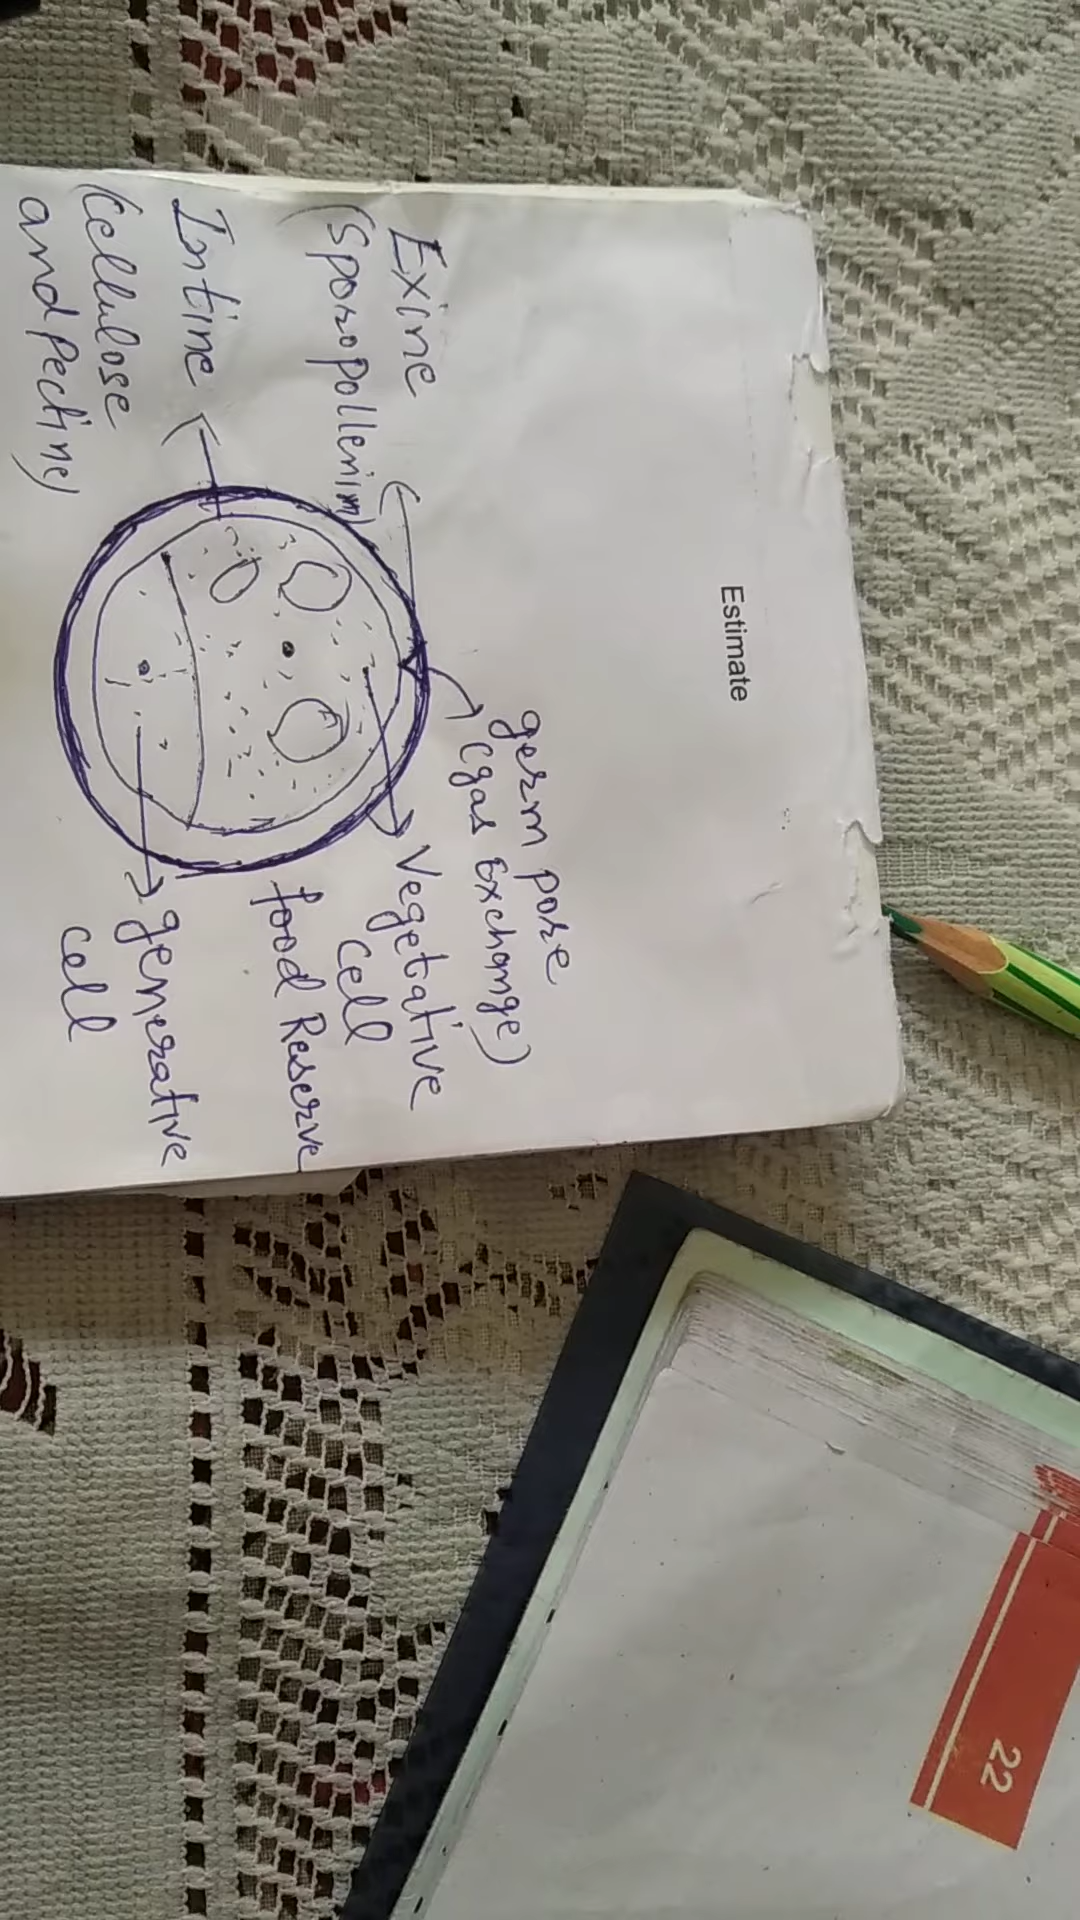 Estimate
germ pore
(gas Exchange)
Exine
(Sporopollenin)
Vegetative
Cell
food Reserve
Intine
(Cellulose
and Pectine)
generative
cell
22